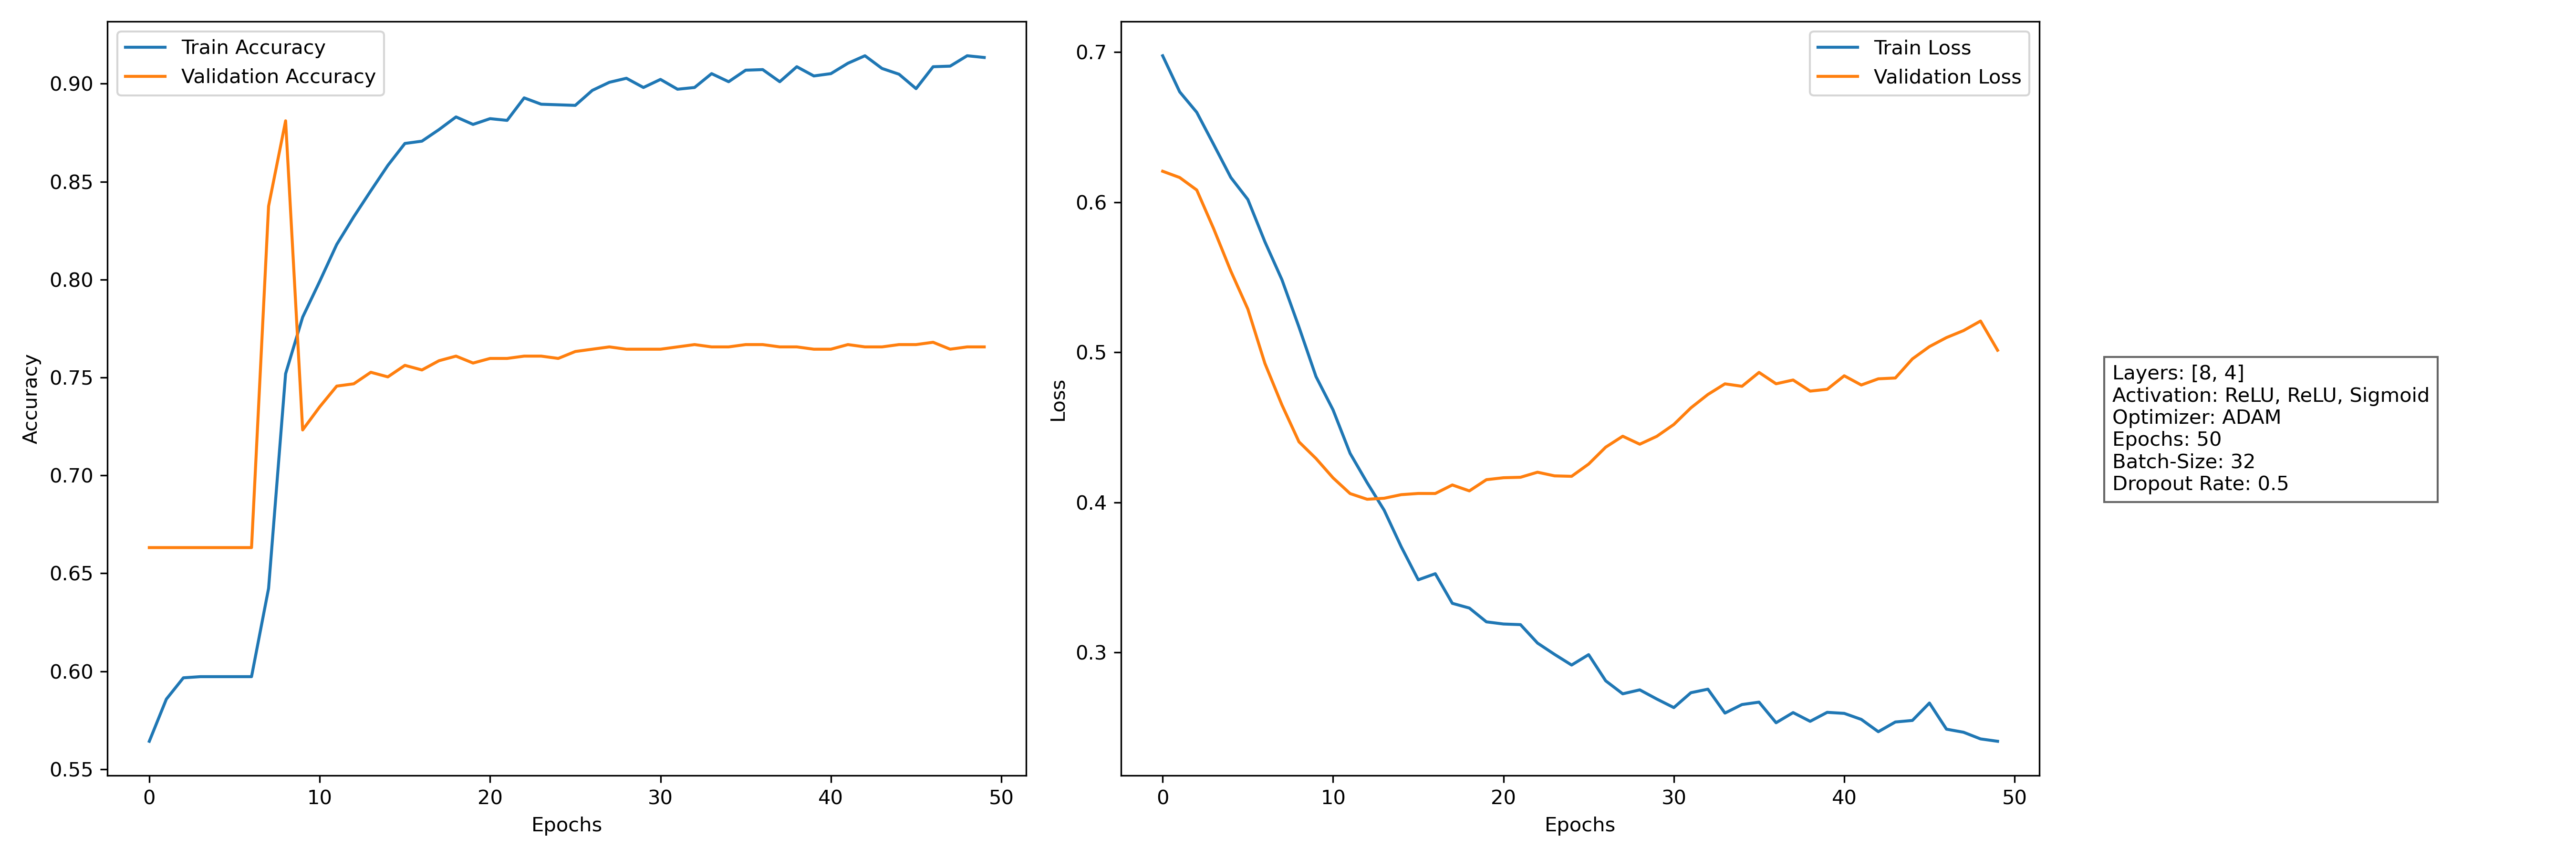 Train Accuracy
Validation Accuracy
0.90
0.85
0.80
0.75
0.70
0.65
0.60
0.55
Accuracy
0 10 20 30 40 50
Epochs
Train Loss
Validation Loss
0.7
0.6
0.5
0.4
0.3
Loss
0 10 20 30 40 50
Epochs
Layers: [8, 4]
Activation: ReLU, ReLU, Sigmoid
Optimizer: ADAM
Epochs: 50
Batch-Size: 32
Dropout Rate: 0.5